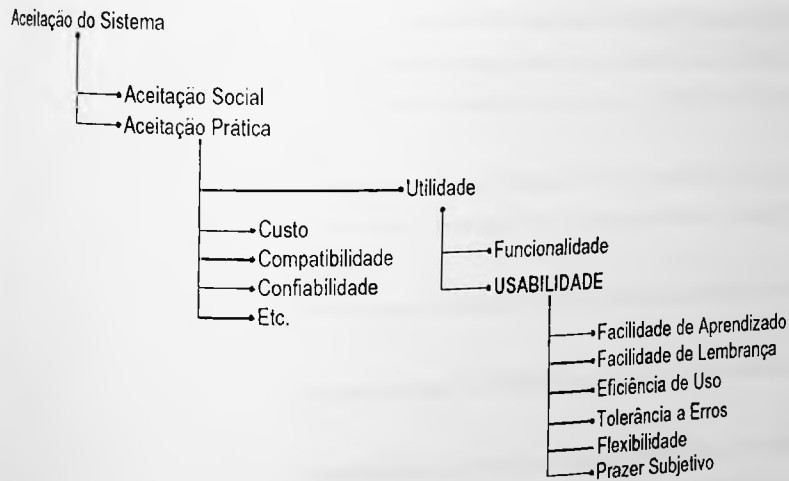 Aceitação do Sistema
Aceitação Social
Aceitação Prática
Utilidade
Custo
Compatibilidade
Confiabilidade
Etc.
Funcionalidade
USABILIDADE
Facilidade de Aprendizado
Facilidade de Lembrança
Eficiência de Uso
Tolerância a Erros
Flexibilidade
Prazer Subjetivo